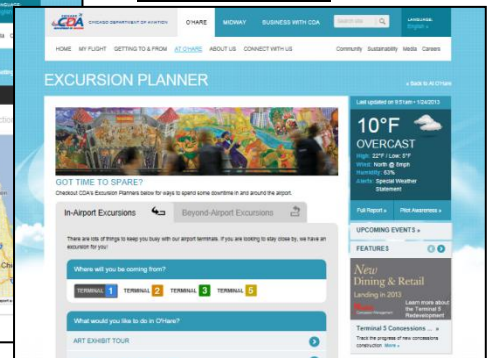 CDA CHICAGO DEPARTMENT OF AVIATION
O'HARE MIDWAY BUSINESS WITH CDA
LANGUAGE:
English
HOME MY FLIGHT GETTING TO & FROM AT O'HARE ABOUT US CONNECT WITH US
Community Sustainability Media Careers
EXCURSION PLANNER
« Back to At O'Hare
Last updated on 9:51am • 1/24/2013
10°F
OVERCAST
High: 22°F / Low: 5°F
Wind: North @ 8mph
Humidity: 63%
Alerts: Special Weather
Statement
Full Report » Pilot Awareness »
GOT TIME TO SPARE?
Checkout CDA's Excursion Planners below for ways to spend some downtime in and around the airport.
In-Airport Excursions Beyond-Airport Excursions
There are lots of things to keep you busy with our airport terminals. If you are looking to stay close by, we have an
excursion for you!
Where will you be coming from?
TERMINAL 1 TERMINAL 2 TERMINAL 3 TERMINAL 5
What would you like to do in O'Hare?
ART EXHIBIT TOUR
UPCOMING EVENTS »
FEATURES
New
Dining & Retail
Landing in 2013
Learn more about
the Terminal 5
Redevelopment
Terminal 5 Concessions ... »
Track the progress of new concessions
construction More »